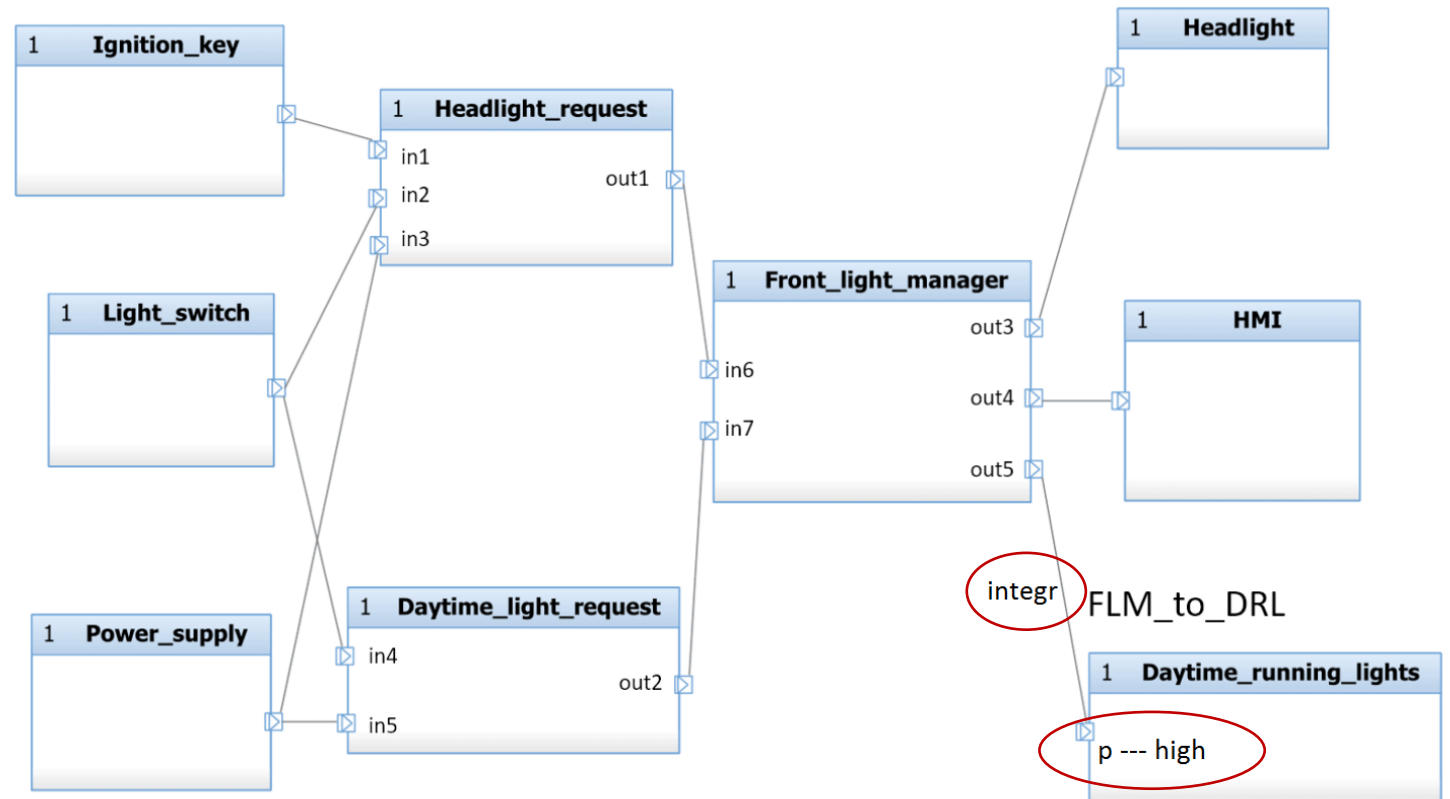 1 Ignition_key
1 Headlight_request
in1
in2
in3
out1
1 Light_switch
1 Power_supply
1 Daytime_light_request
in4
in5
out2
1 Front_light_manager
in6
in7
out3
out4
out5
1 Headlight
1 HMI
integr
FLM_to_DRL
1 Daytime_running_lights
p --- high